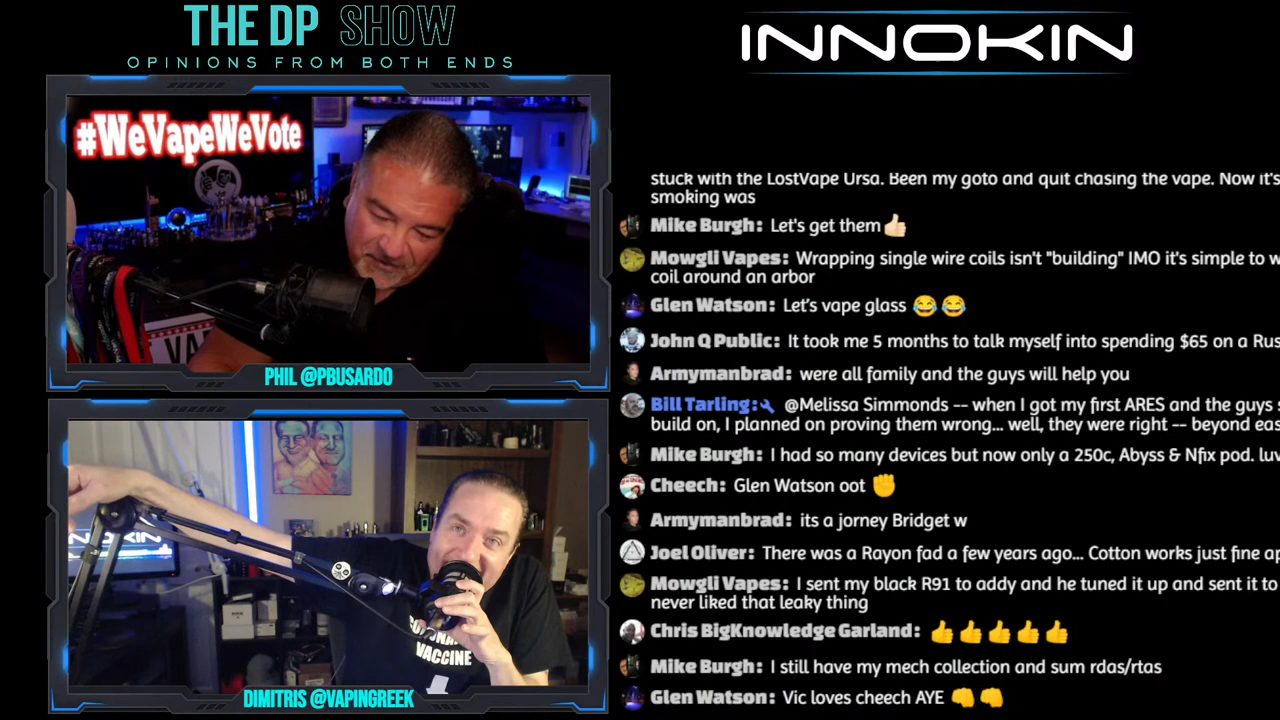 THE DP SHOW
OPINIONS FROM BOTH ENDS
INNOKIN
#WeVapeWeVote
VA
PHIL @PBUSARDO
VACCINE
DIMITRIS @VAPINGREEK
stuck with the LostVape Ursa. Been my goto and quit chasing the vape. Now it's
smoking was
Mike Burgh: Let's get them👍🏻
Mowgli Vapes: Wrapping single wire coils isn't "building" IMO it's simple to w
coil around an arbor
Glen Watson: Let's vape glass 😂 😂
John Q Public: It took me 5 months to talk myself into spending $65 on a Rus
Armymanbrad: were all family and the guys will help you
Bill Tarling:🔧 @Melissa Simmonds -- when I got my first ARES and the guys s
build on, I planned on proving them wrong... well, they were right -- beyond eas
Mike Burgh: I had so many devices but now only a 250c, Abyss & Nfix pod. luv
Cheech: Glen Watson oot ✊
Armymanbrad: its a jorney Bridget w
Joel Oliver: There was a Rayon fad a few years ago... Cotton works just fine ap
Mowgli Vapes: I sent my black R91 to addy and he tuned it up and sent it to
never liked that leaky thing
Chris BigKnowledge Garland: 👍👍👍👍👍
Mike Burgh: I still have my mech collection and sum rdas/rtas
Glen Watson: Vic loves cheech AYE 👊 👊